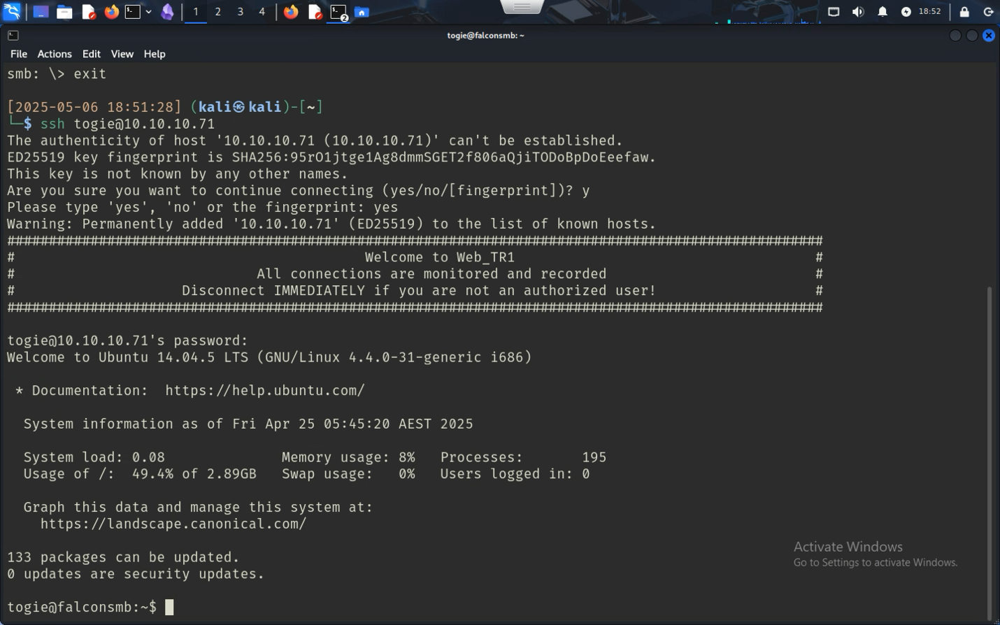 1 2 3 4 2 18:52
togie@falconsmb: ~
File Actions Edit View Help
smb: \> exit
[2025-05-06 18:51:28] (kali㉿kali)-[~]
└─$ ssh togie@10.10.10.71
The authenticity of host '10.10.10.71 (10.10.10.71)' can't be established.
ED25519 key fingerprint is SHA256:95rO1jtge1Ag8dmmSGET2f806aQjiTODoBpDoEeefaw.
This key is not known by any other names.
Are you sure you want to continue connecting (yes/no/[fingerprint])? y
Please type 'yes', 'no' or the fingerprint: yes
Warning: Permanently added '10.10.10.71' (ED25519) to the list of known hosts.
##################################################################################################
# Welcome to Web_TR1 #
# All connections are monitored and recorded #
# Disconnect IMMEDIATELY if you are not an authorized user! #
##################################################################################################
togie@10.10.10.71's password:
Welcome to Ubuntu 14.04.5 LTS (GNU/Linux 4.4.0-31-generic i686)
* Documentation: https://help.ubuntu.com/
System information as of Fri Apr 25 05:45:20 AEST 2025
System load: 0.08 Memory usage: 8% Processes: 195
Usage of /: 49.4% of 2.89GB Swap usage: 0% Users logged in: 0
Graph this data and manage this system at:
https://landscape.canonical.com/
Activate Windows
Go to Settings to activate Windows.
133 packages can be updated.
0 updates are security updates.
togie@falconsmb:~$